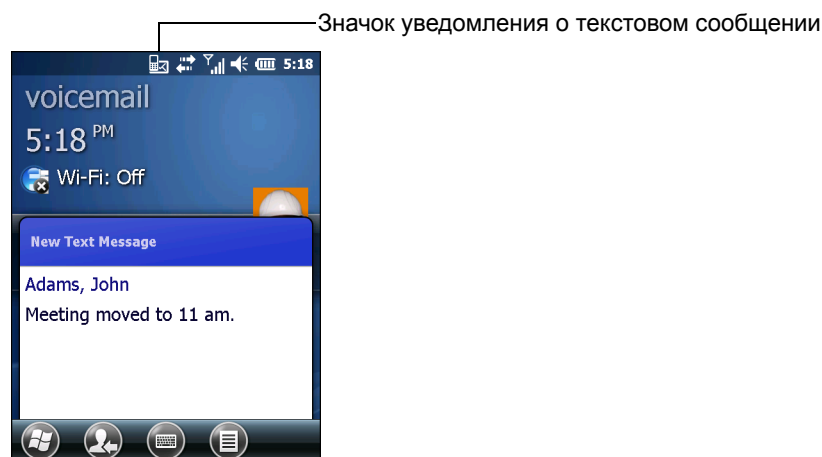 Значок уведомления о текстовом сообщении
5:18
voicemail
5:18 PM
Wi-Fi: Off
New Text Message
Adams, John
Meeting moved to 11 am.